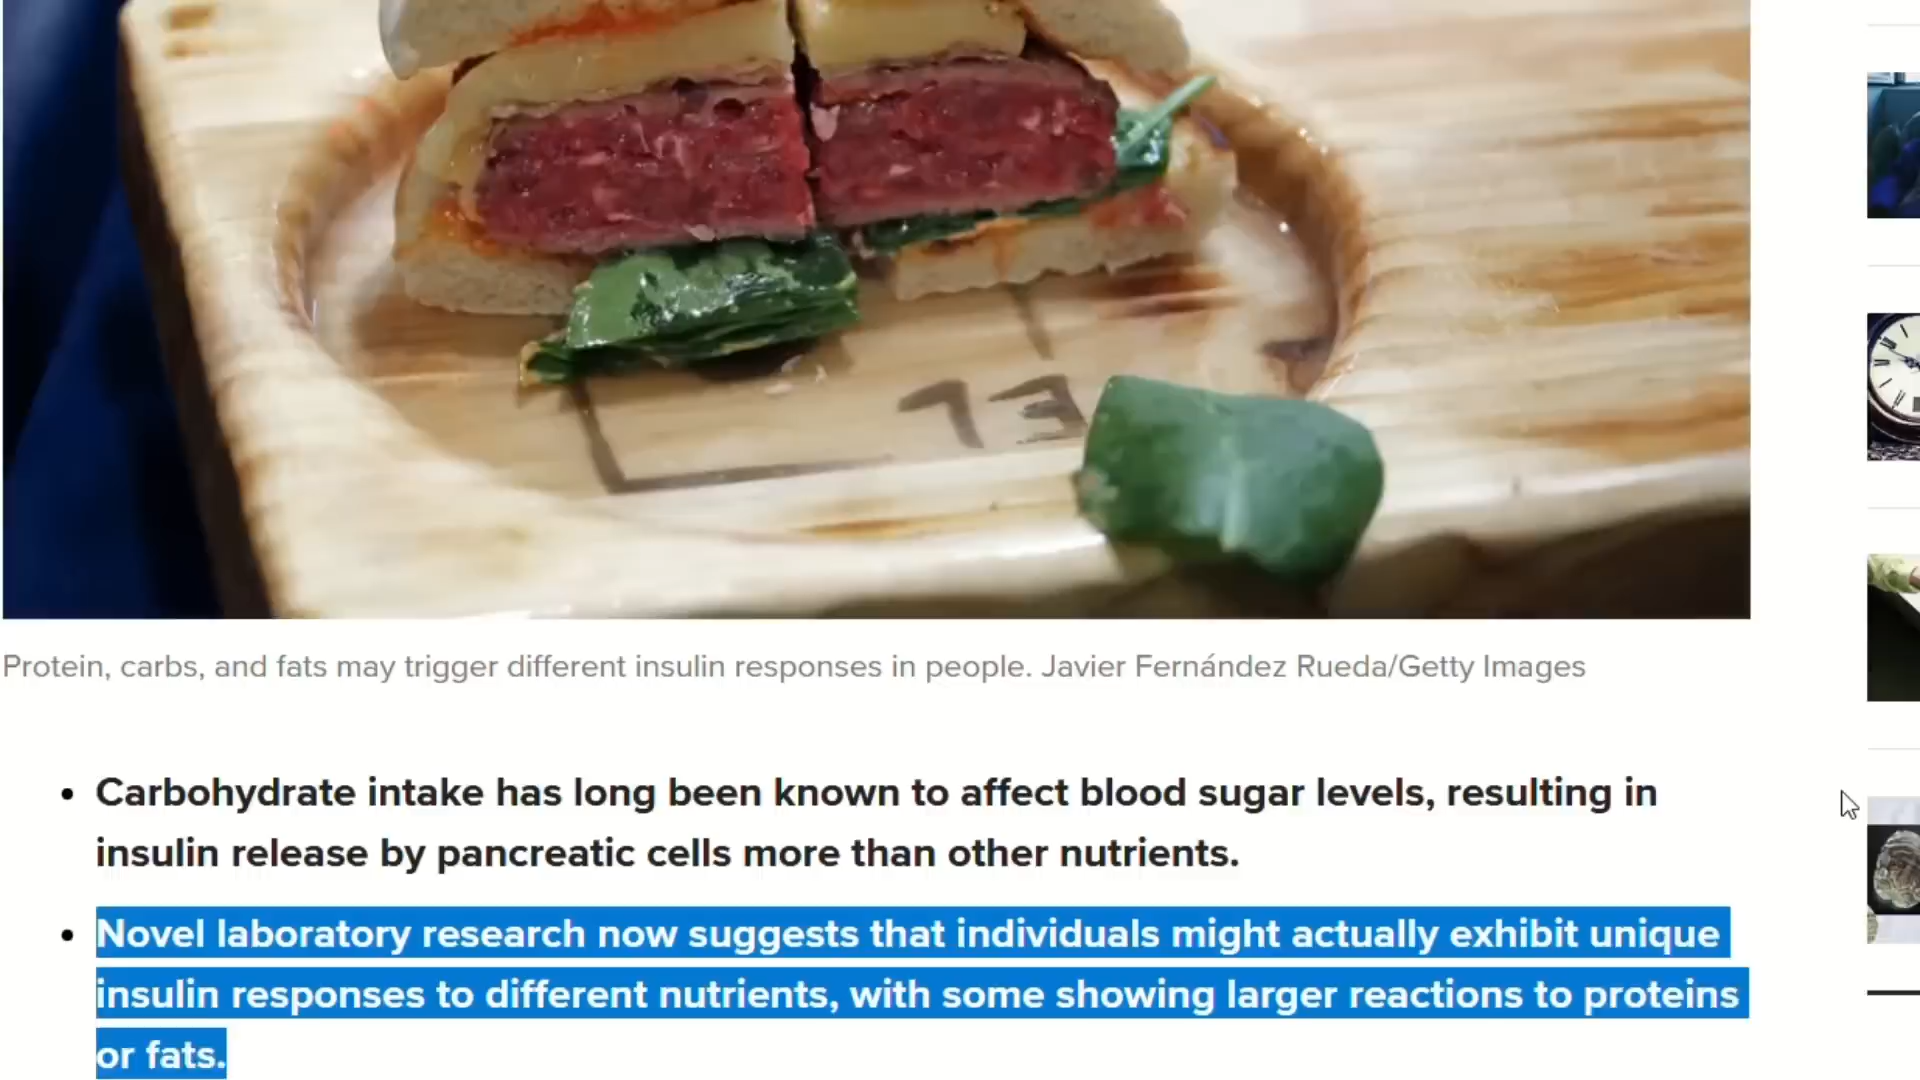 73
Protein, carbs, and fats may trigger different insulin responses in people. Javier Fernández Rueda/Getty Images
Carbohydrate intake has long been known to affect blood sugar levels, resulting in
insulin release by pancreatic cells more than other nutrients.
Novel laboratory research now suggests that individuals might actually exhibit unique
insulin responses to different nutrients, with some showing larger reactions to proteins
or fats.